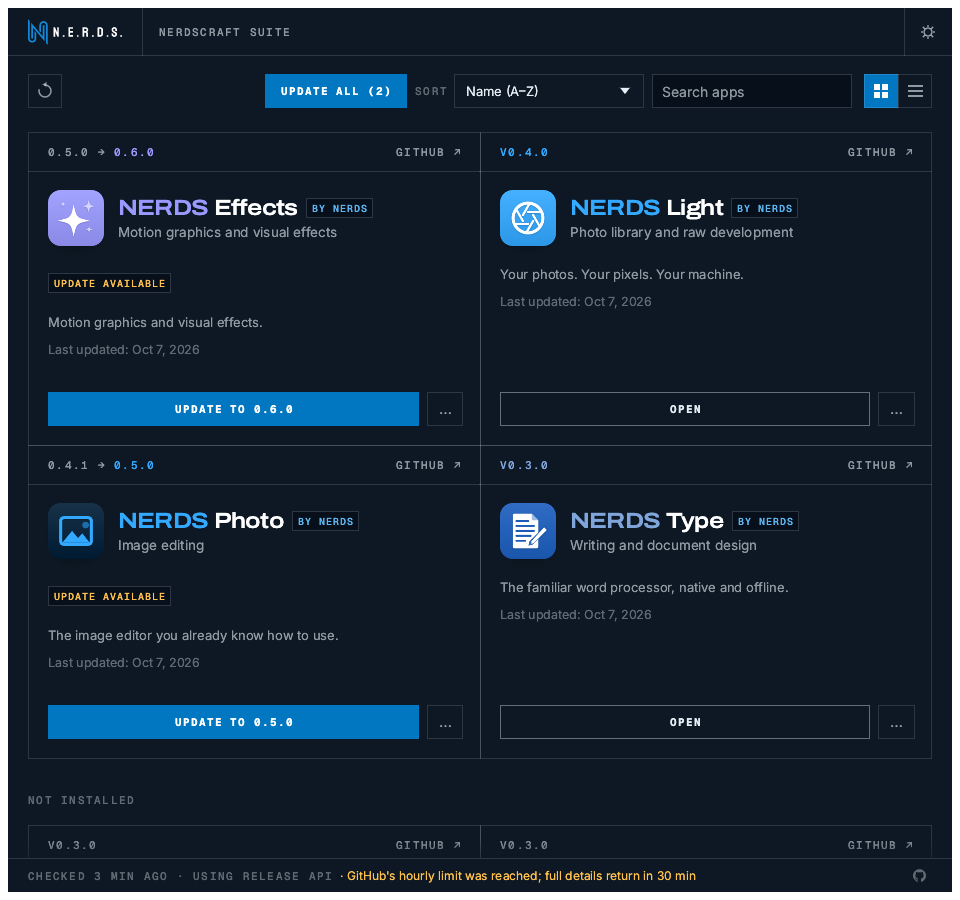 N.E.R.D.S. NERDSCRAFT SUITE
UPDATE ALL (2) SORT Name (A–Z) Search apps
0.5.0 → 0.6.0 GITHUB ↗
NERDS Effects BY NERDS
Motion graphics and visual effects
UPDATE AVAILABLE
Motion graphics and visual effects.
Last updated: Oct 7, 2026
UPDATE TO 0.6.0 ...
V0.4.0 GITHUB ↗
NERDS Light BY NERDS
Photo library and raw development
Your photos. Your pixels. Your machine.
Last updated: Oct 7, 2026
OPEN ...
0.4.1 → 0.5.0 GITHUB ↗
NERDS Photo BY NERDS
Image editing
UPDATE AVAILABLE
The image editor you already know how to use.
Last updated: Oct 7, 2026
UPDATE TO 0.5.0 ...
V0.3.0 GITHUB ↗
NERDS Type BY NERDS
Writing and document design
The familiar word processor, native and offline.
Last updated: Oct 7, 2026
OPEN ...
NOT INSTALLED
V0.3.0 GITHUB ↗
V0.3.0 GITHUB ↗
CHECKED 3 MIN AGO · USING RELEASE API · GitHub's hourly limit was reached; full details return in 30 min